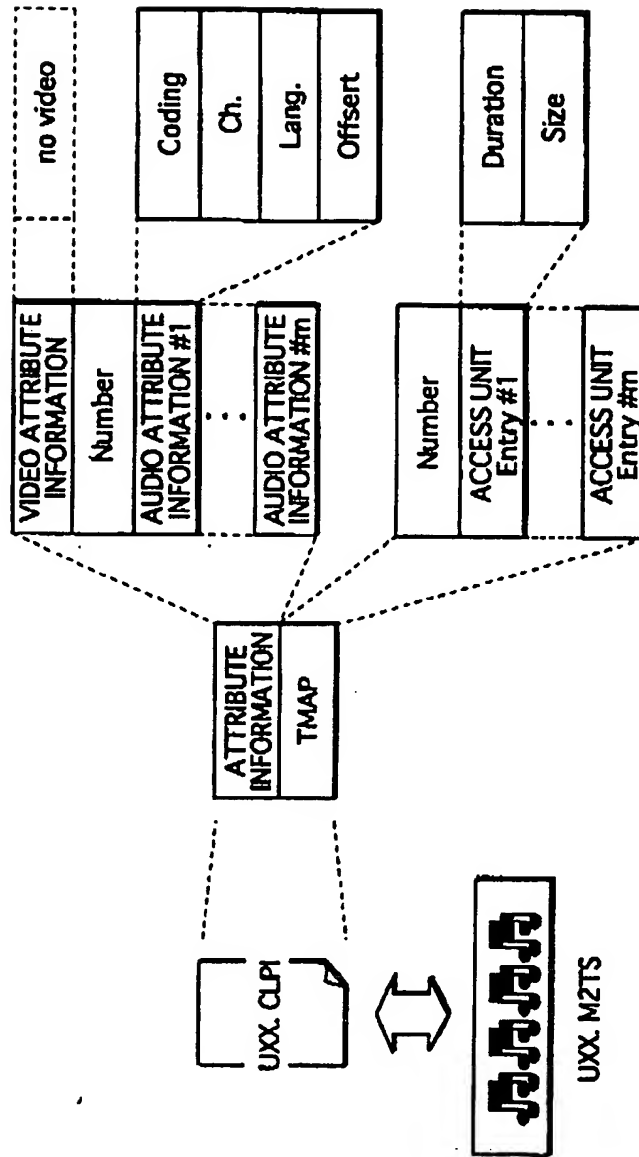 UXX. CLPI
UXX. M2TS
ATTRIBUTE
INFORMATION
TMAP
VIDEO ATTRIBUTE
INFORMATION
Number
AUDIO ATTRIBUTE
INFORMATION #1
AUDIO ATTRIBUTE
INFORMATION #m
Number
ACCESS UNIT
Entry #1
ACCESS UNIT
Entry #m
no video
Coding
Ch.
Lang.
Offsert
Duration
Size